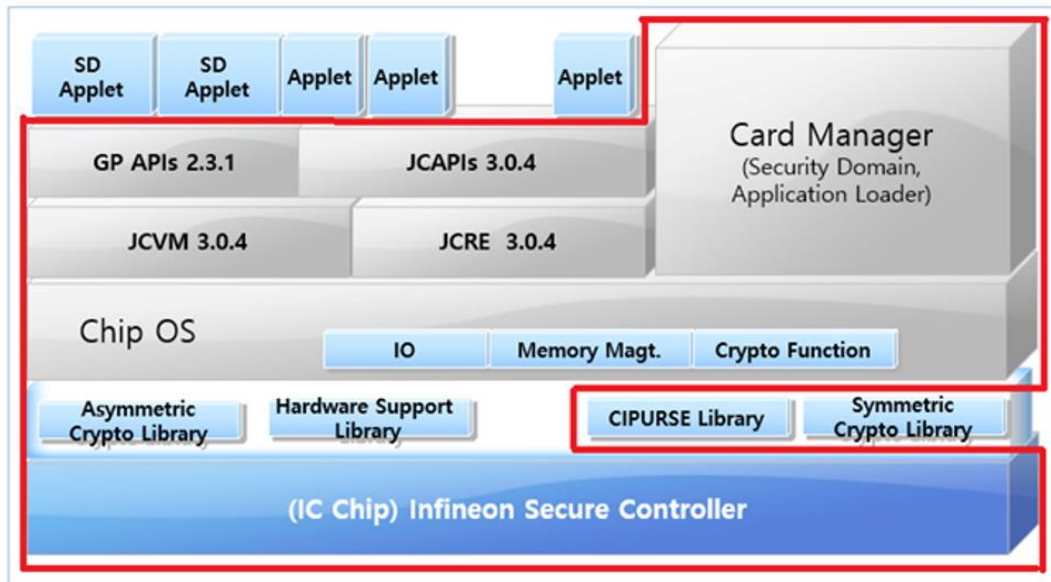 SD
Applet
SD
Applet
Applet
Applet
Applet
Card Manager
(Security Domain,
Application Loader)
GP APIs 2.3.1
JCAPIs 3.0.4
JCVM 3.0.4
JCRE 3.0.4
Chip OS
IO
Memory Magt.
Crypto Function
Asymmetric
Crypto Library
Hardware Support
Library
CIPURSE Library
Symmetric
Crypto Library
(IC Chip) Infineon Secure Controller